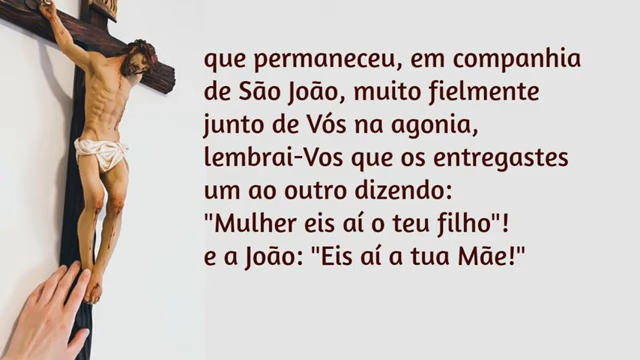 que permaneceu, em companhia
de São João, muito fielmente
junto de Vós na agonia,
lembrai-Vos que os entregastes
um ao outro dizendo:
"Mulher eis aí o teu filho"!
e a João: "Eis aí a tua Mãe!"